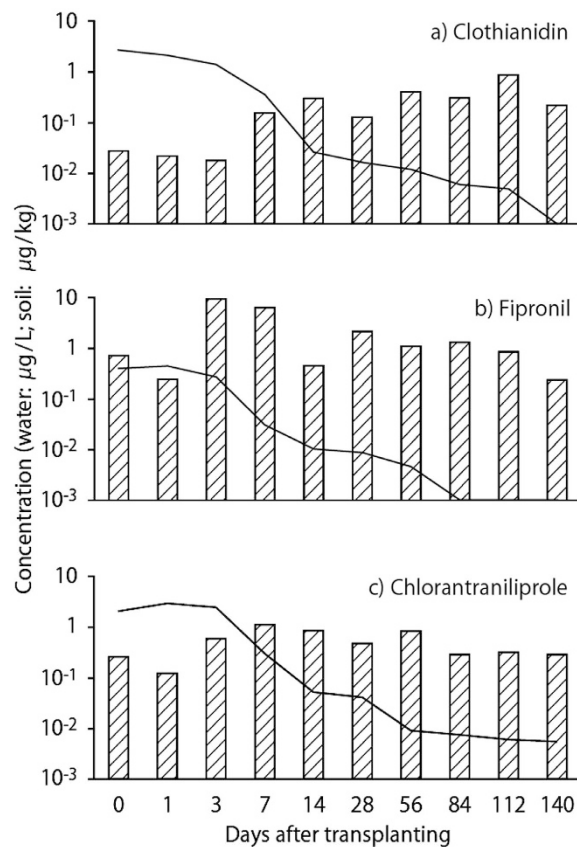 Concentration (water: µg/L; soil: µg/kg)
a) Clothianidin
10
1
10-1
10-2
10-3
b) Fipronil
10
1
10-1
10-2
10-3
c) Chlorantraniliprole
10
1
10-1
10-2
10-3
0 1 3 7 14 28 56 84 112 140
Days after transplanting